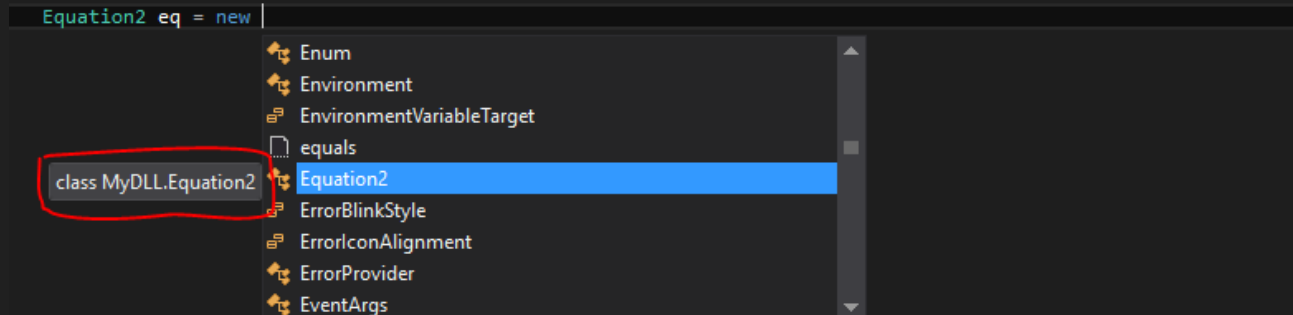 Equation2 eq = new
Enum
Environment
EnvironmentVariableTarget
equals
class MyDLL.Equation2
Equation2
ErrorBlinkStyle
ErrorIconAlignment
ErrorProvider
EventArgs